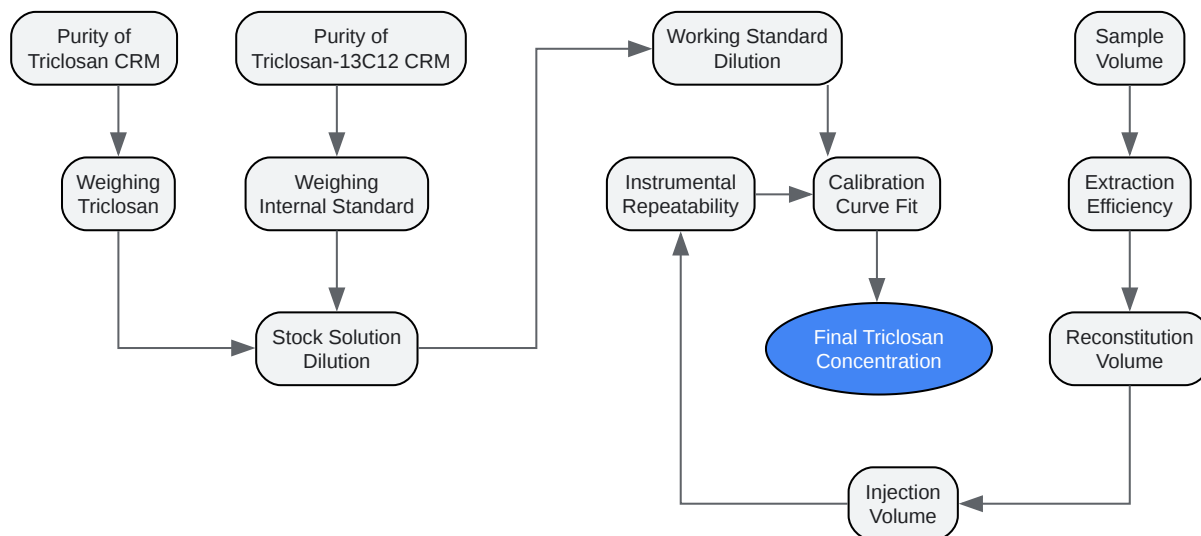 Purity of
Triclosan CRM
Purity of
Triclosan-13C12 CRM
Working Standard
Dilution
Sample
Volume
Weighing
Triclosan
Weighing
Internal Standard
Instrumental
Repeatability
Calibration
Curve Fit
Extraction
Efficiency
Stock Solution
Dilution
Final Triclosan
Concentration
Reconstitution
Volume
Injection
Volume